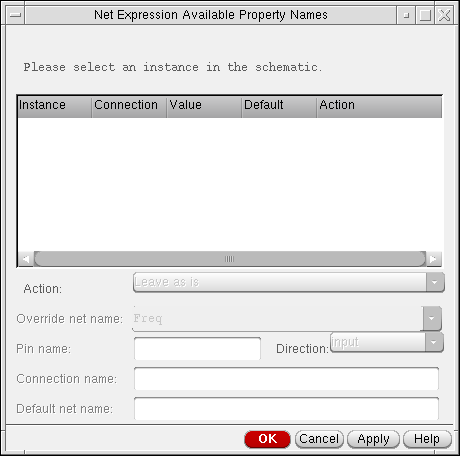 Net Expression Available Property Names
Please select an instance in the schematic.
Instance Connection Value Default Action
Action: Leave as is
Override net name: Freq
Pin name: Direction: input
Connection name:
Default net name:
OK Cancel Apply Help